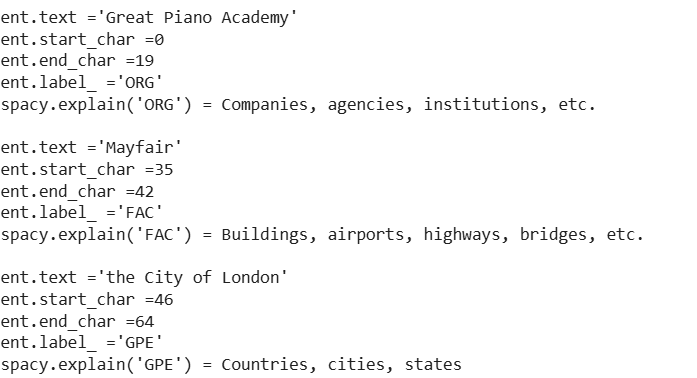 ent.text ='Great Piano Academy'
ent.start_char =0
ent.end_char =19
ent.label_ ='ORG'
spacy.explain('ORG') = Companies, agencies, institutions, etc.

ent.text ='Mayfair'
ent.start_char =35
ent.end_char =42
ent.label_ ='FAC'
spacy.explain('FAC') = Buildings, airports, highways, bridges, etc.

ent.text ='the City of London'
ent.start_char =46
ent.end_char =64
ent.label_ ='GPE'
spacy.explain('GPE') = Countries, cities, states